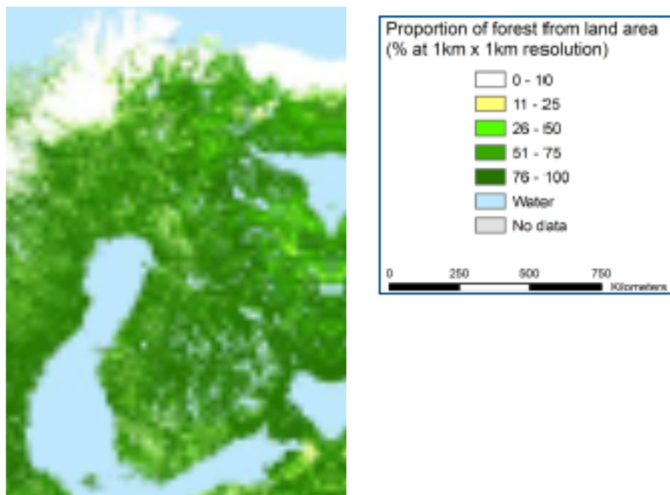 Proportion of forest from land area
(% at 1km x 1km resolution)
0 - 10
11 - 25
26 - 50
51 - 75
76 - 100
Water
No data
0 250 500 750
Kilometers